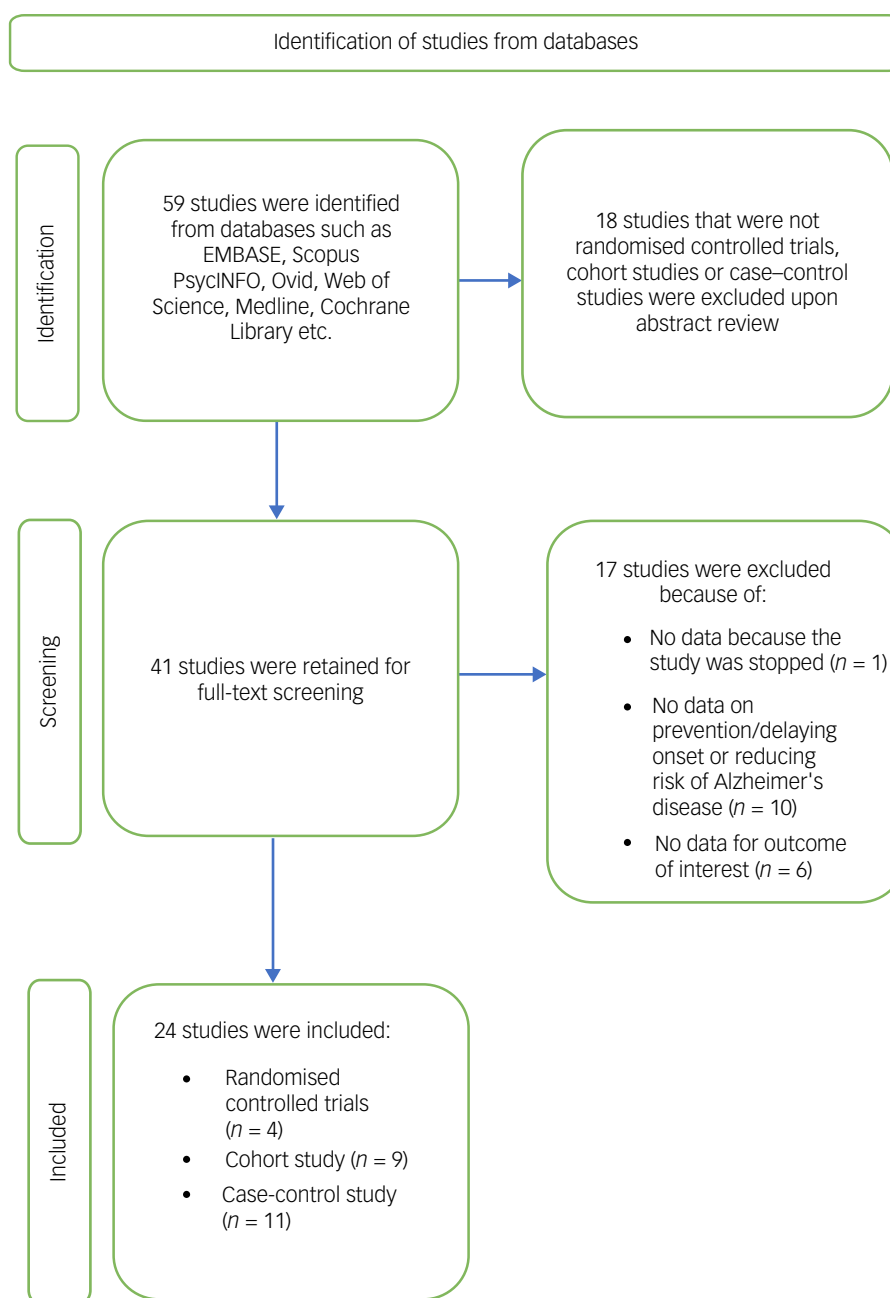 Identification of studies from databases
Identification
59 studies were identified
from databases such as
EMBASE, Scopus
PsycINFO, Ovid, Web of
Science, Medline, Cochrane
Library etc.
18 studies that were not
randomised controlled trials,
cohort studies or case–control
studies were excluded upon
abstract review
Screening
41 studies were retained for
full-text screening
17 studies were excluded
because of:
• No data because the
study was stopped (n = 1)
• No data on
prevention/delaying
onset or reducing
risk of Alzheimer's
disease (n = 10)
• No data for outcome
of interest (n = 6)
Included
24 studies were included:
• Randomised
controlled trials
(n = 4)
• Cohort study (n = 9)
• Case-control study
(n = 11)